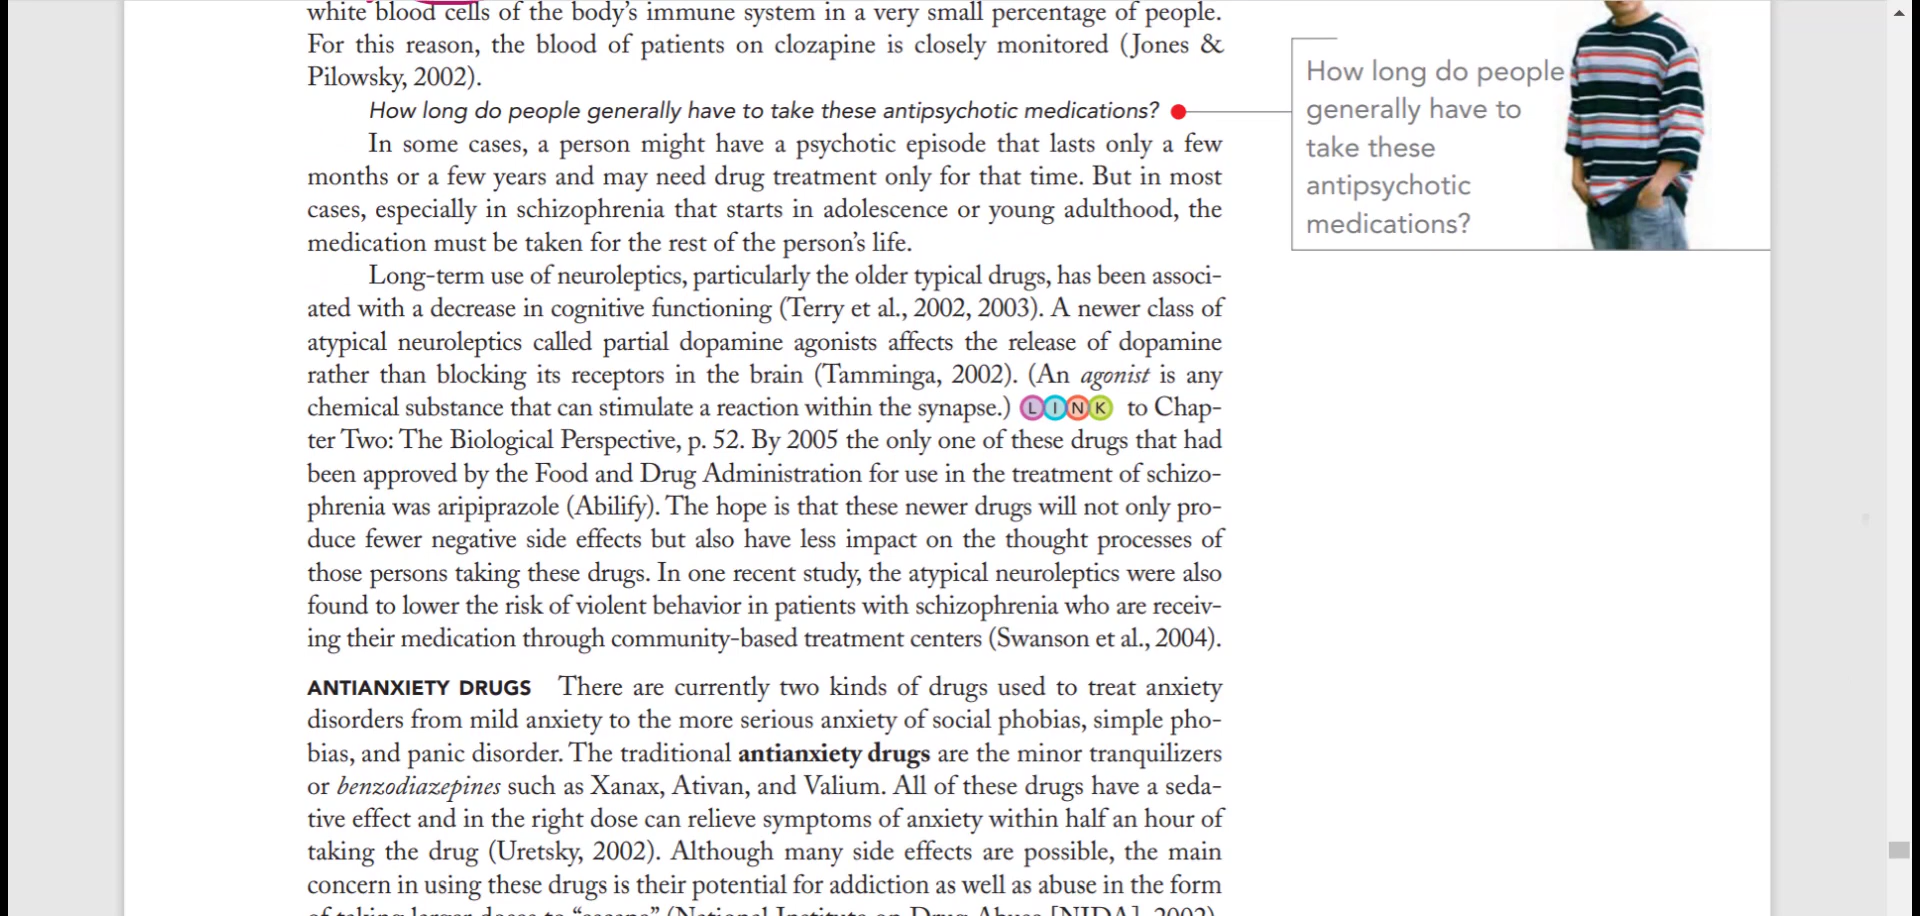 white blood cells of the body’s immune system in a very small percentage of people.
For this reason, the blood of patients on clozapine is closely monitored (Jones &
Pilowsky, 2002).
How long do people generally have to take these antipsychotic medications?
In some cases, a person might have a psychotic episode that lasts only a few
months or a few years and may need drug treatment only for that time. But in most
cases, especially in schizophrenia that starts in adolescence or young adulthood, the
medication must be taken for the rest of the person’s life.
Long-term use of neuroleptics, particularly the older typical drugs, has been associ-
ated with a decrease in cognitive functioning (Terry et al., 2002, 2003). A newer class of
atypical neuroleptics called partial dopamine agonists affects the release of dopamine
rather than blocking its receptors in the brain (Tamminga, 2002). (An agonist is any
chemical substance that can stimulate a reaction within the synapse.) LINK to Chap-
ter Two: The Biological Perspective, p. 52. By 2005 the only one of these drugs that had
been approved by the Food and Drug Administration for use in the treatment of schizo-
phrenia was aripiprazole (Abilify). The hope is that these newer drugs will not only pro-
duce fewer negative side effects but also have less impact on the thought processes of
those persons taking these drugs. In one recent study, the atypical neuroleptics were also
found to lower the risk of violent behavior in patients with schizophrenia who are receiv-
ing their medication through community-based treatment centers (Swanson et al., 2004).
ANTIANXIETY DRUGS There are currently two kinds of drugs used to treat anxiety
disorders from mild anxiety to the more serious anxiety of social phobias, simple pho-
bias, and panic disorder. The traditional antianxiety drugs are the minor tranquilizers
or benzodiazepines such as Xanax, Ativan, and Valium. All of these drugs have a seda-
tive effect and in the right dose can relieve symptoms of anxiety within half an hour of
taking the drug (Uretsky, 2002). Although many side effects are possible, the main
concern in using these drugs is their potential for addiction as well as abuse in the form
of taking larger doses to “escape” (National Institute on Drug Abuse [NIDA], 2002).
How long do people
generally have to
take these
antipsychotic
medications?